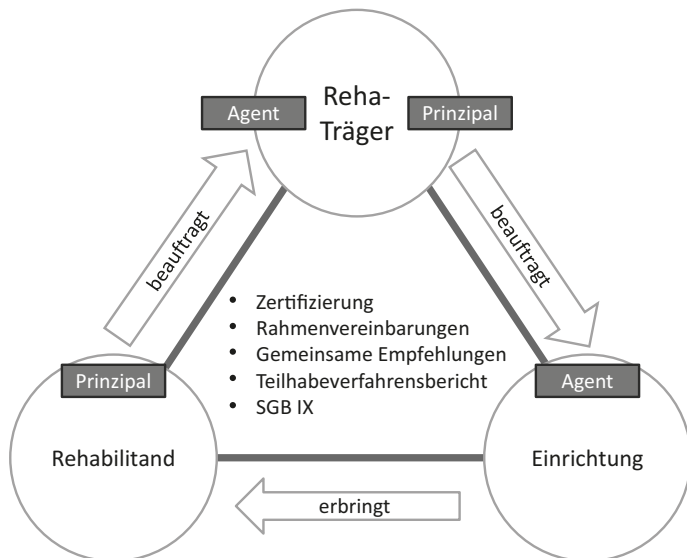 Reha-
Träger
Agent
Prinzipal
beauftragt
beauftragt
• Zertifizierung
• Rahmenvereinbarungen
• Gemeinsame Empfehlungen
• Teilhabeverfahrensbericht
• SGB IX
Prinzipal
Rehabilitand
Agent
Einrichtung
erbringt